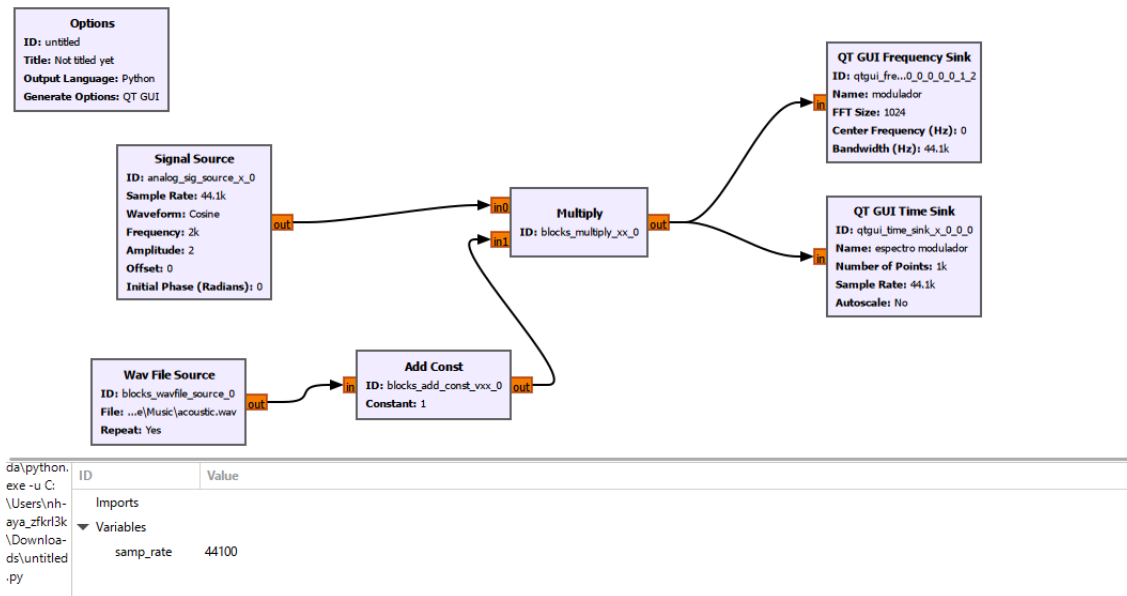 Options
ID: untitled
Title: Not titled yet
Output Language: Python
Generate Options: QT GUI
Signal Source
ID: analog_sig_source_x_0
Sample Rate: 44.1k
Waveform: Cosine
Frequency: 2k
Amplitude: 2
Offset: 0
Initial Phase (Radians): 0
out
Wav File Source
ID: blocks_wavfile_source_0
File: ...e\Music\acoustic.wav
Repeat: Yes
out
in
Add Const
ID: blocks_add_const_vxx_0
Constant: 1
out
in0
in1
Multiply
ID: blocks_multiply_xx_0
out
in
QT GUI Frequency Sink
ID: qtgui_fre...0_0_0_0_0_1_2
Name: modulador
FFT Size: 1024
Center Frequency (Hz): 0
Bandwidth (Hz): 44.1k
in
QT GUI Time Sink
ID: qtgui_time_sink_x_0_0_0
Name: espectro modulador
Number of Points: 1k
Sample Rate: 44.1k
Autoscale: No
da\python.
exe -u C:
\Users\nh-
aya_zfkrl3k
\Downloa-
ds\untitled
.py
ID Value
Imports
Variables
samp_rate 44100